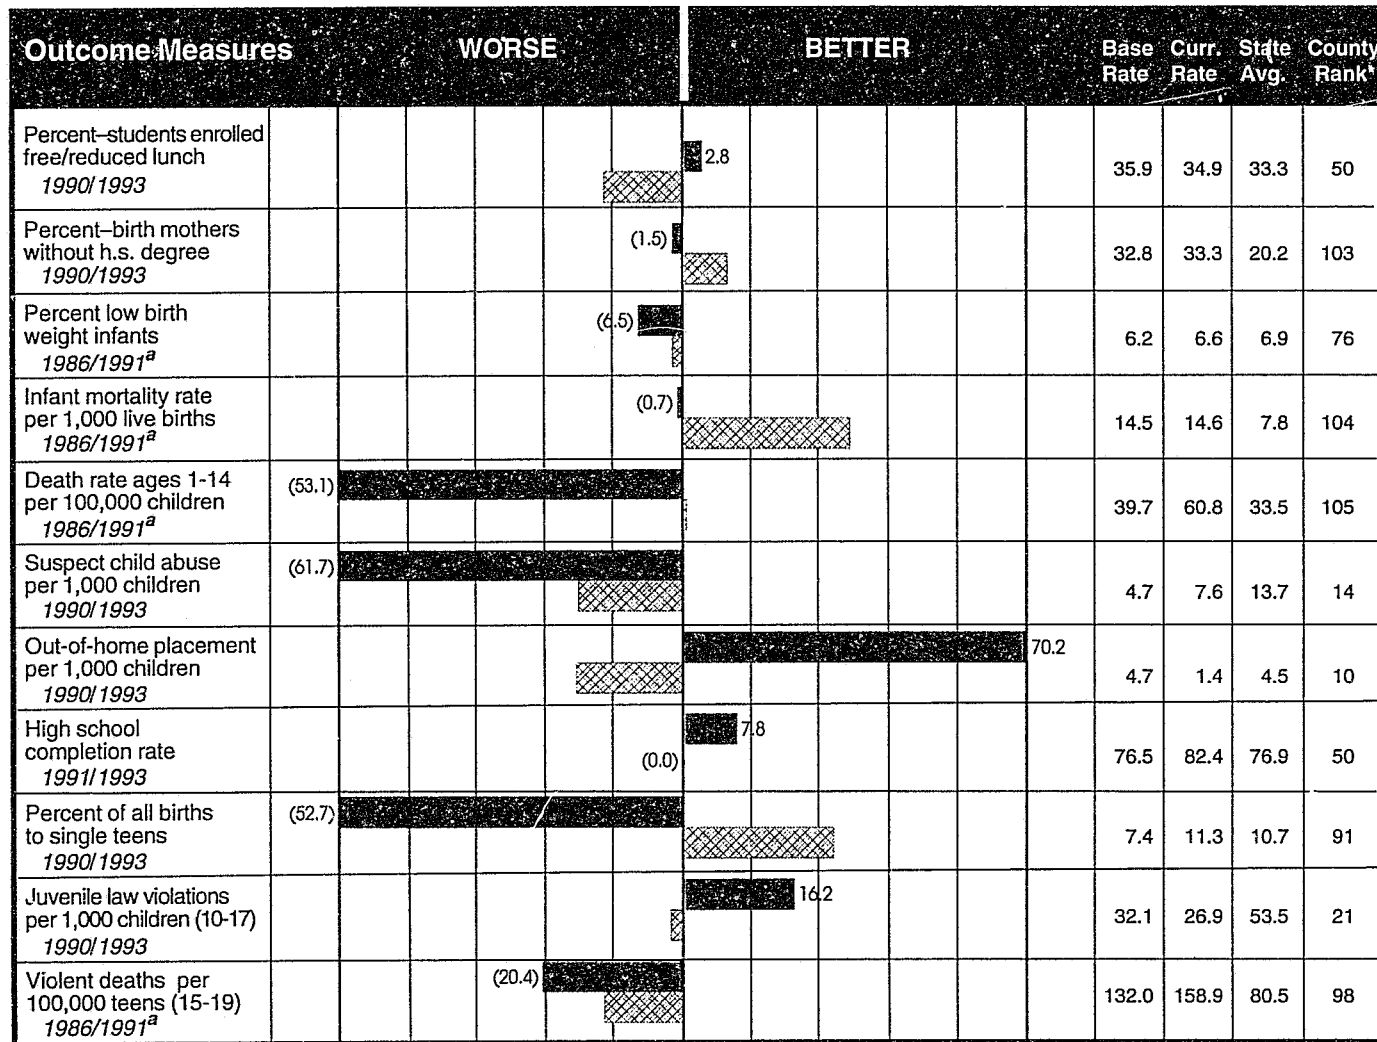 Outcome Measures WORSE BETTER Base Rate Curr. Rate State Avg. County Rank*
Percent–students enrolled
free/reduced lunch
1990/1993
2.8
35.9 34.9 33.3 50
Percent–birth mothers
without h.s. degree
1990/1993
(1.5)
32.8 33.3 20.2 103
Percent low birth
weight infants
1986/1991a
(6.5)
6.2 6.6 6.9 76
Infant mortality rate
per 1,000 live births
1986/1991a
(0.7)
14.5 14.6 7.8 104
Death rate ages 1-14
per 100,000 children
1986/1991a
(53.1)
39.7 60.8 33.5 105
Suspect child abuse
per 1,000 children
1990/1993
(61.7)
4.7 7.6 13.7 14
Out-of-home placement
per 1,000 children
1990/1993
70.2
4.7 1.4 4.5 10
High school
completion rate
1991/1993
7.8
(0.0)
76.5 82.4 76.9 50
Percent of all births
to single teens
1990/1993
(52.7)
7.4 11.3 10.7 91
Juvenile law violations
per 1,000 children (10-17)
1990/1993
16.2
32.1 26.9 53.5 21
Violent deaths per
100,000 teens (15-19)
1986/1991a
(20.4)
132.0 158.9 80.5 98